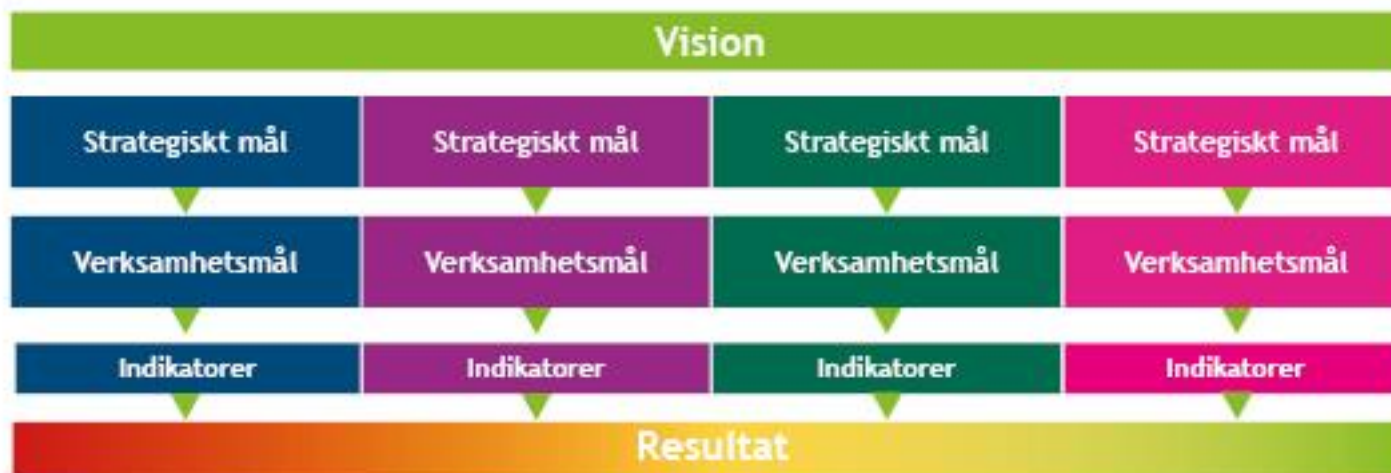 Vision
Strategiskt mål Strategiskt mål Strategiskt mål Strategiskt mål
Verksamhetsmål Verksamhetsmål Verksamhetsmål Verksamhetsmål
Indikatorer Indikatorer Indikatorer Indikatorer
Resultat